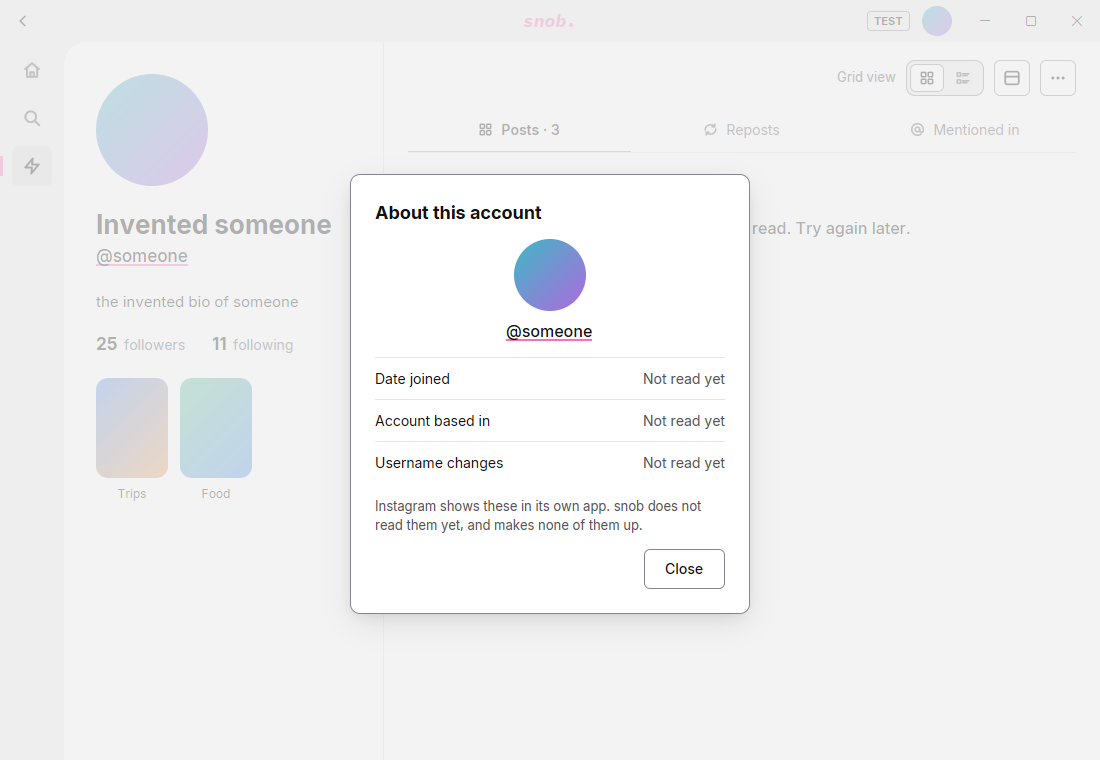 snob.
TEST
Grid view
Posts · 3
Reposts
Mentioned in
Invented someone
@someone
the invented bio of someone
25 followers 11 following
Trips
Food
read. Try again later.
About this account
@someone
Date joined Not read yet
Account based in Not read yet
Username changes Not read yet
Instagram shows these in its own app. snob does not
read them yet, and makes none of them up.
Close